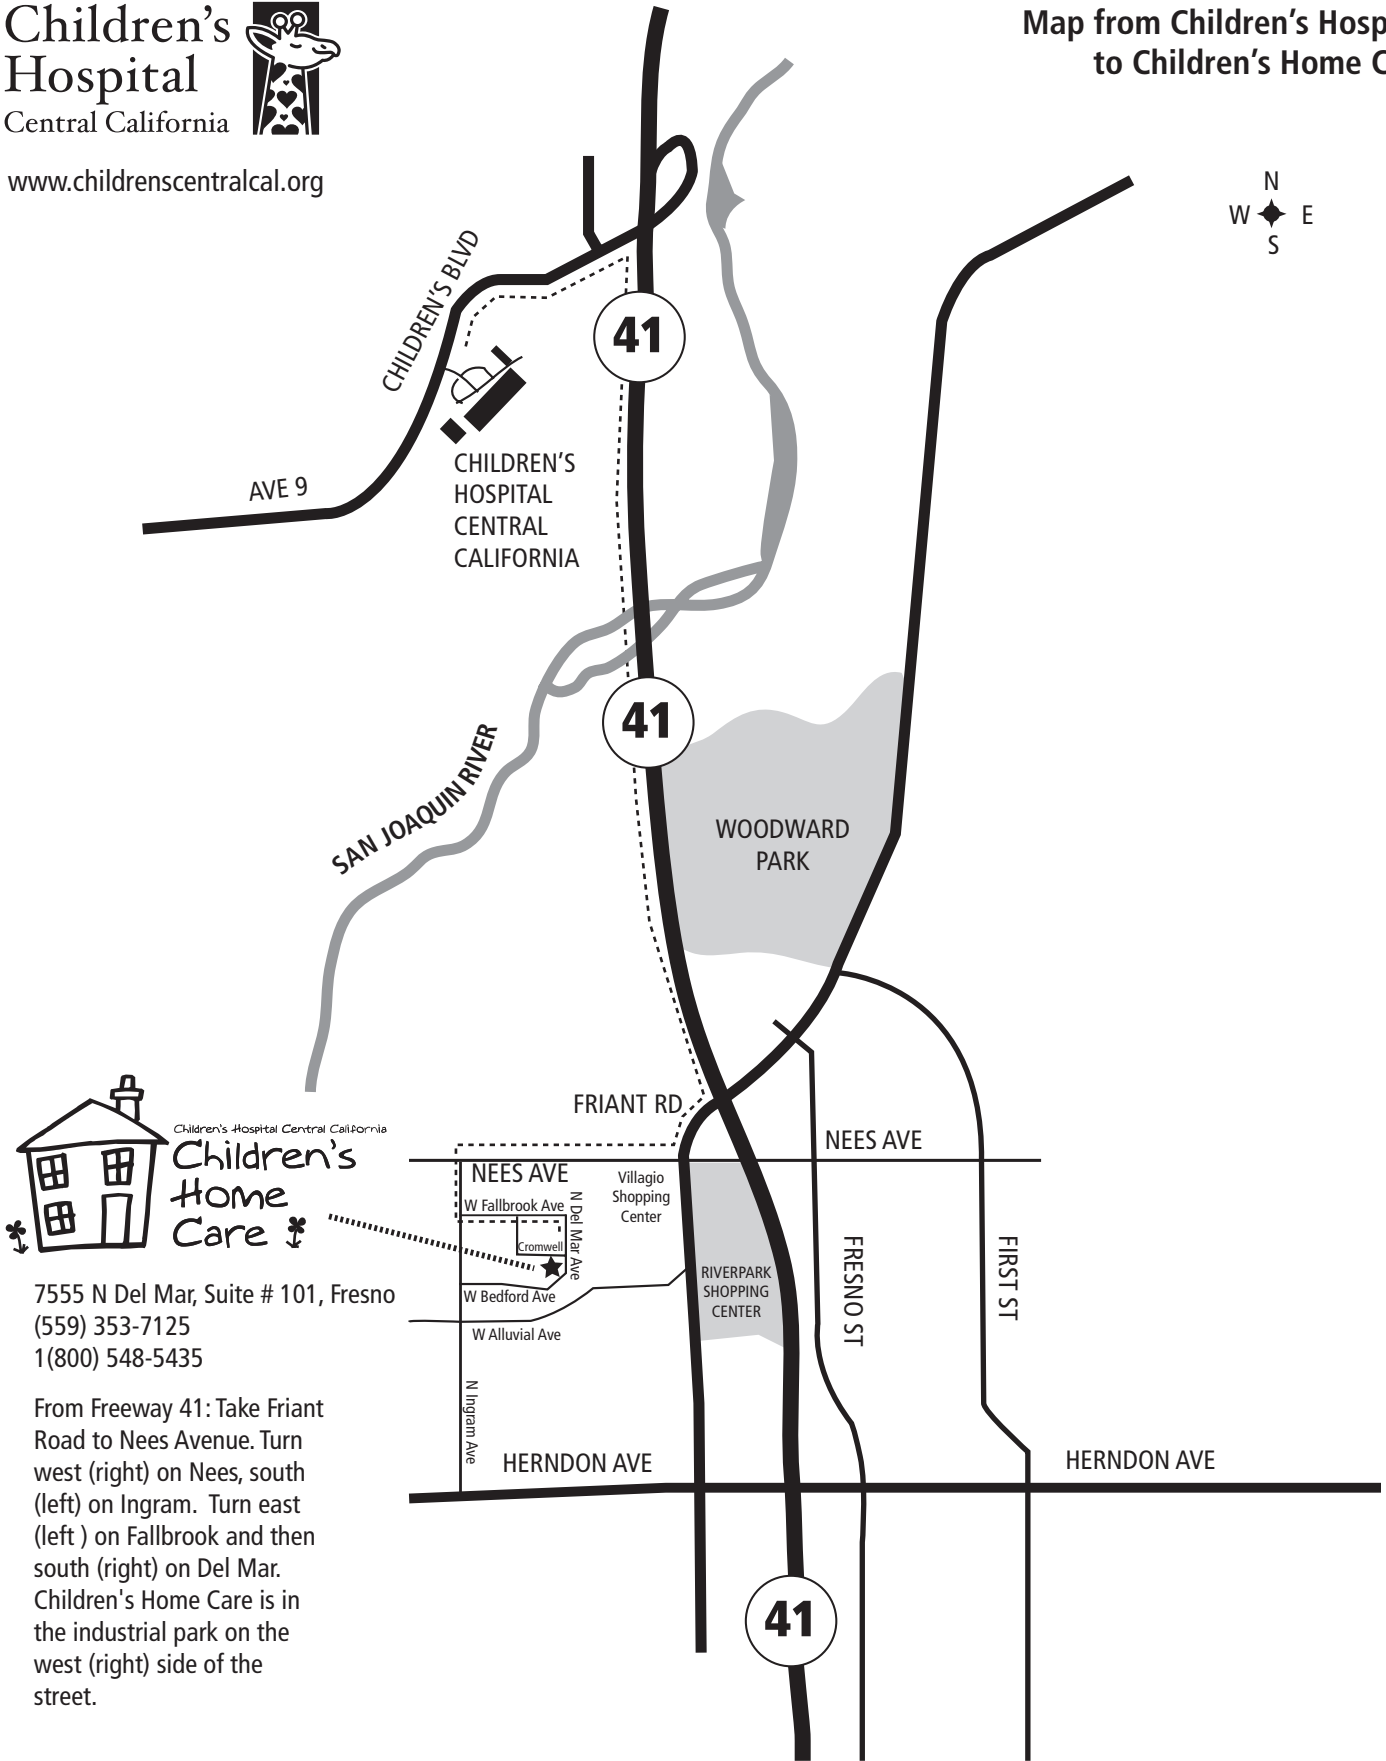 Children's
Hospital
Central California
www.childrenscentralcal.org
Map from Children's Hosp
to Children's Home C
N
W E
S
CHILDREN'S BLVD
41
AVE 9
CHILDREN'S
HOSPITAL
CENTRAL
CALIFORNIA
41
SAN JOAQUIN RIVER
WOODWARD
PARK
FRIANT RD
NEES AVE
NEES AVE
Villagio
Shopping
Center
W Fallbrook Ave
N Del Mar Ave
Cromwell
W Bedford Ave
W Alluvial Ave
RIVERPARK
SHOPPING
CENTER
FRESNO ST
FIRST ST
N Ingram Ave
HERNDON AVE
HERNDON AVE
41
Children's Hospital Central California
Children's
Home
Care
7555 N Del Mar, Suite # 101, Fresno
(559) 353-7125
1(800) 548-5435
From Freeway 41: Take Friant
Road to Nees Avenue. Turn
west (right) on Nees, south
(left) on Ingram.  Turn east
(left ) on Fallbrook and then
south (right) on Del Mar.
Children's Home Care is in
the industrial park on the
west (right) side of the
street.